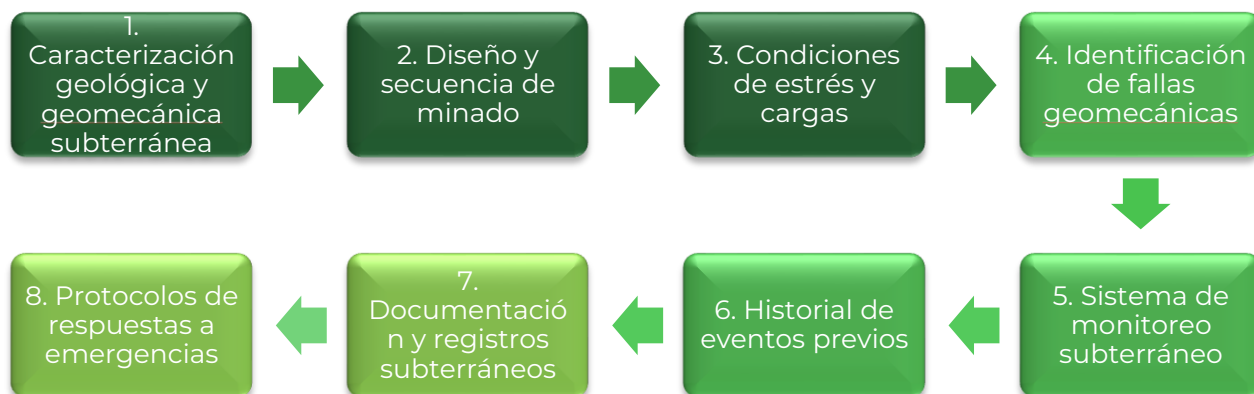 1.
Caracterización
geológica y
geomecánica
subterránea
2. Diseño y
secuencia de
minado
3. Condiciones
de estrés y
cargas
4. Identificación
de fallas
geomecánicas
5. Sistema de
monitoreo
subterráneo
6. Historial de
eventos previos
7.
Documentació
n y registros
subterráneos
8. Protocolos de
respuestas a
emergencias